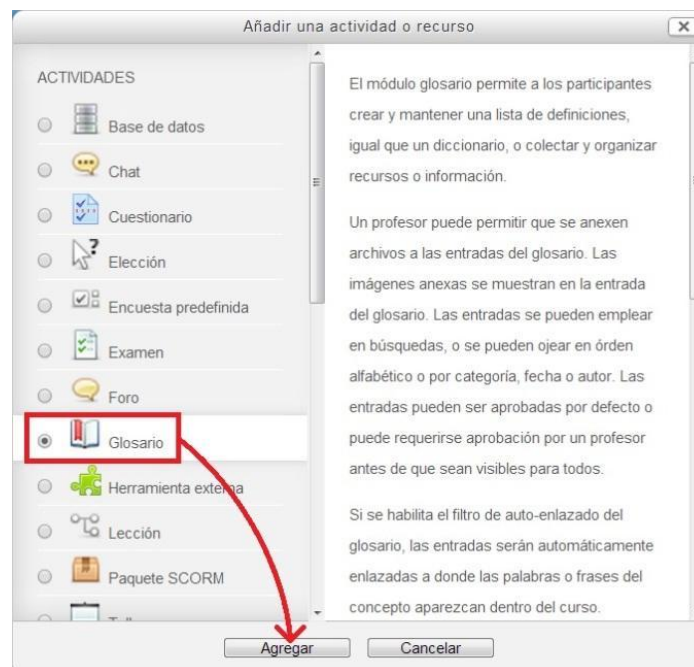 Añadir una actividad o recurso
ACTIVIDADES
Base de datos
Chat
Cuestionario
Elección
Encuesta predefinida
Examen
Foro
Glosario
Herramienta externa
Lección
Paquete SCORM
El módulo glosario permite a los participantes
crear y mantener una lista de definiciones,
igual que un diccionario, o colectar y organizar
recursos o información.
Un profesor puede permitir que se anexen
archivos a las entradas del glosario. Las
imágenes anexas se muestran en la entrada
del glosario. Las entradas se pueden emplear
en búsquedas, o se pueden ojear en órden
alfabético o por categoría, fecha o autor. Las
entradas pueden ser aprobadas por defecto o
puede requerirse aprobación por un profesor
antes de que sean visibles para todos.
Si se habilita el filtro de auto-enlazado del
glosario, las entradas serán automáticamente
enlazadas a donde las palabras o frases del
concepto aparezcan dentro del curso.
Agregar
Cancelar